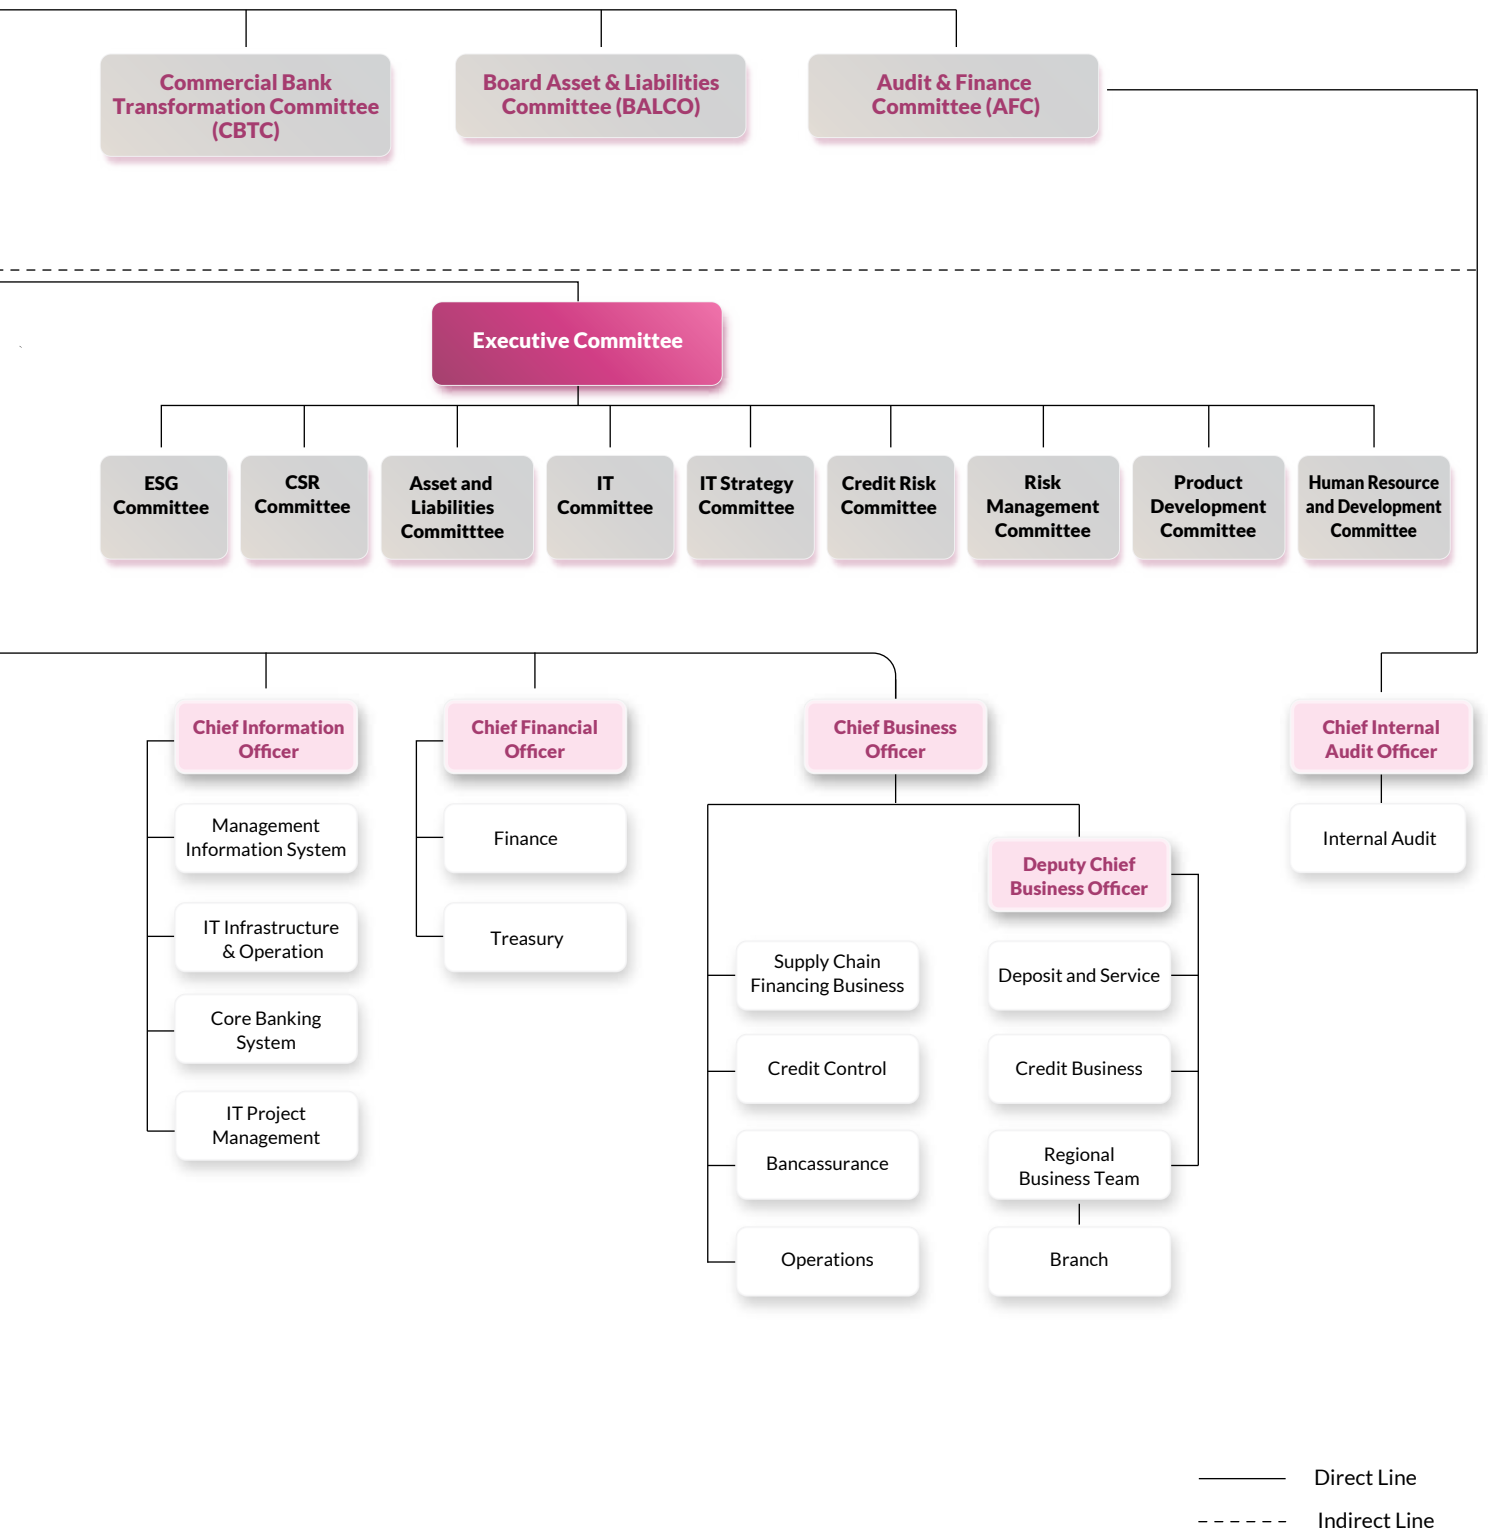 Commercial Bank
Transformation Committee
(CBTC)
Board Asset & Liabilities
Committee (BALCO)
Audit & Finance
Committee (AFC)
Executive Committee
ESG
Committee
CSR
Committee
Asset and
Liabilities
Committtee
IT
Committee
IT Strategy
Committee
Credit Risk
Committee
Risk
Management
Committee
Product
Development
Committee
Human Resource
and Development
Committee
Chief Information
Officer
Management
Information System
IT Infrastructure
& Operation
Core Banking
System
IT Project
Management
Chief Financial
Officer
Finance
Treasury
Chief Business
Officer
Supply Chain
Financing Business
Credit Control
Bancassurance
Operations
Deputy Chief
Business Officer
Deposit and Service
Credit Business
Regional
Business Team
Branch
Chief Internal
Audit Officer
Internal Audit
Direct Line
Indirect Line